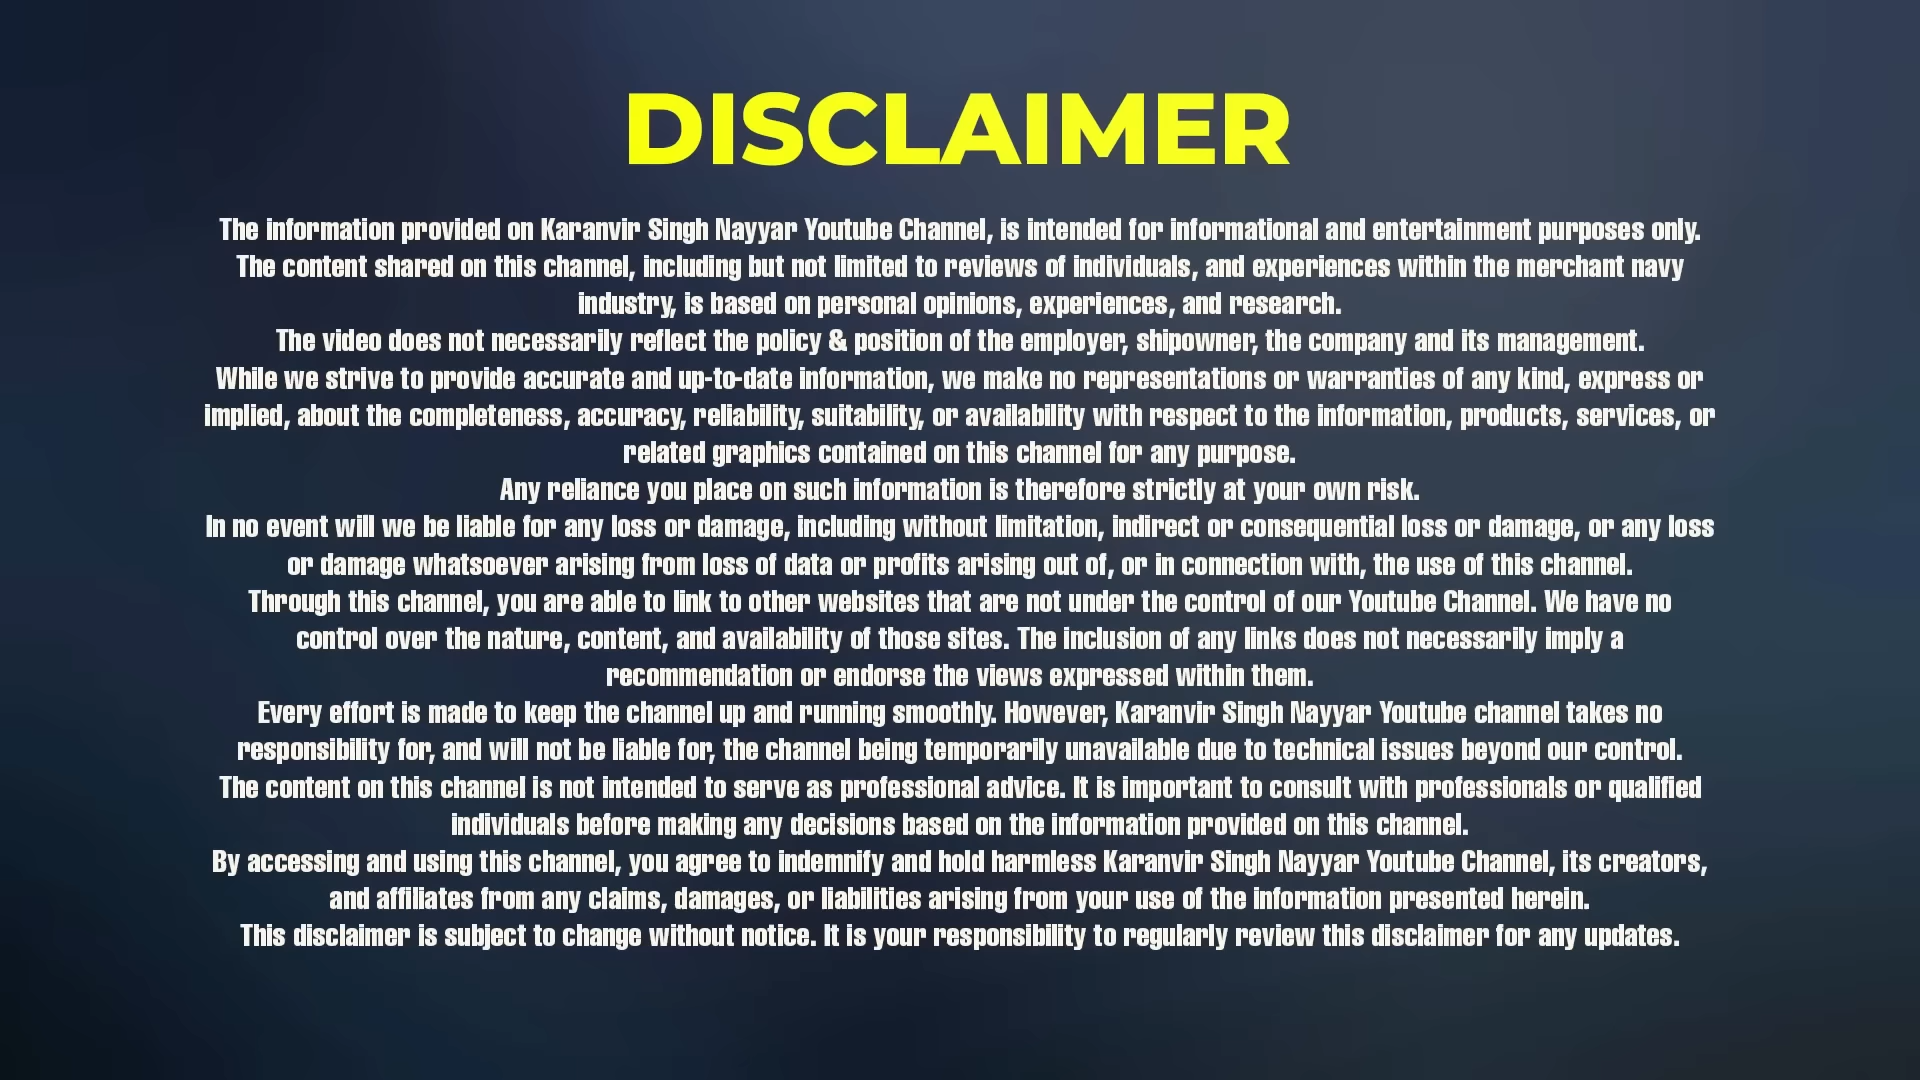 DISCLAIMER
The information provided on Karanvir Singh Nayyar Youtube Channel, is intended for informational and entertainment purposes only.
The content shared on this channel, including but not limited to reviews of individuals, and experiences within the merchant navy
industry, is based on personal opinions, experiences, and research.
The video does not necessarily reflect the policy & position of the employer, shipowner, the company and its management.
While we strive to provide accurate and up-to-date information, we make no representations or warranties of any kind, express or
implied, about the completeness, accuracy, reliability, suitability, or availability with respect to the information, products, services, or
related graphics contained on this channel for any purpose.
Any reliance you place on such information is therefore strictly at your own risk.
In no event will we be liable for any loss or damage, including without limitation, indirect or consequential loss or damage, or any loss
or damage whatsoever arising from loss of data or profits arising out of, or in connection with, the use of this channel.
Through this channel, you are able to link to other websites that are not under the control of our Youtube Channel. We have no
control over the nature, content, and availability of those sites. The inclusion of any links does not necessarily imply a
recommendation or endorse the views expressed within them.
Every effort is made to keep the channel up and running smoothly. However, Karanvir Singh Nayyar Youtube channel takes no
responsibility for, and will not be liable for, the channel being temporarily unavailable due to technical issues beyond our control.
The content on this channel is not intended to serve as professional advice. It is important to consult with professionals or qualified
individuals before making any decisions based on the information provided on this channel.
By accessing and using this channel, you agree to indemnify and hold harmless Karanvir Singh Nayyar Youtube Channel, its creators,
and affiliates from any claims, damages, or liabilities arising from your use of the information presented herein.
This disclaimer is subject to change without notice. It is your responsibility to regularly review this disclaimer for any updates.